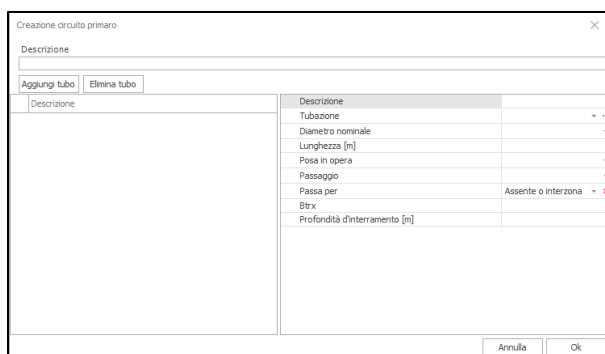 Creazione circuito primaro
Descrizione
Aggiungi tubo Elimina tubo
Descrizione
Descrizione
Tubazione
Diametro nominale
Lunghezza [m]
Posa in opera
Passaggio
Passa per Assente o interzona
Btrx
Profondità d'interramento [m]
Annulla Ok